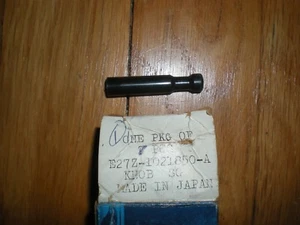 ONE PKG OF
E27Z-1021850-A
KNOB
MADE IN JAPAN